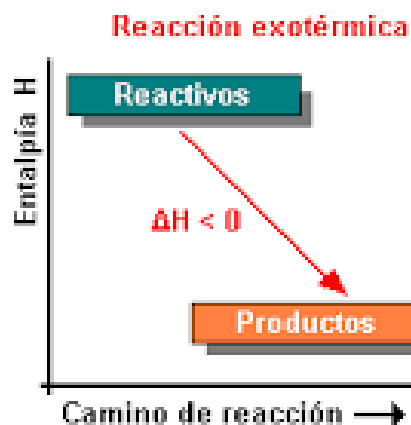 Reacción exotérmica
Entalpía H
Reactivos
ΔH < 0
Productos
Camino de reacción →